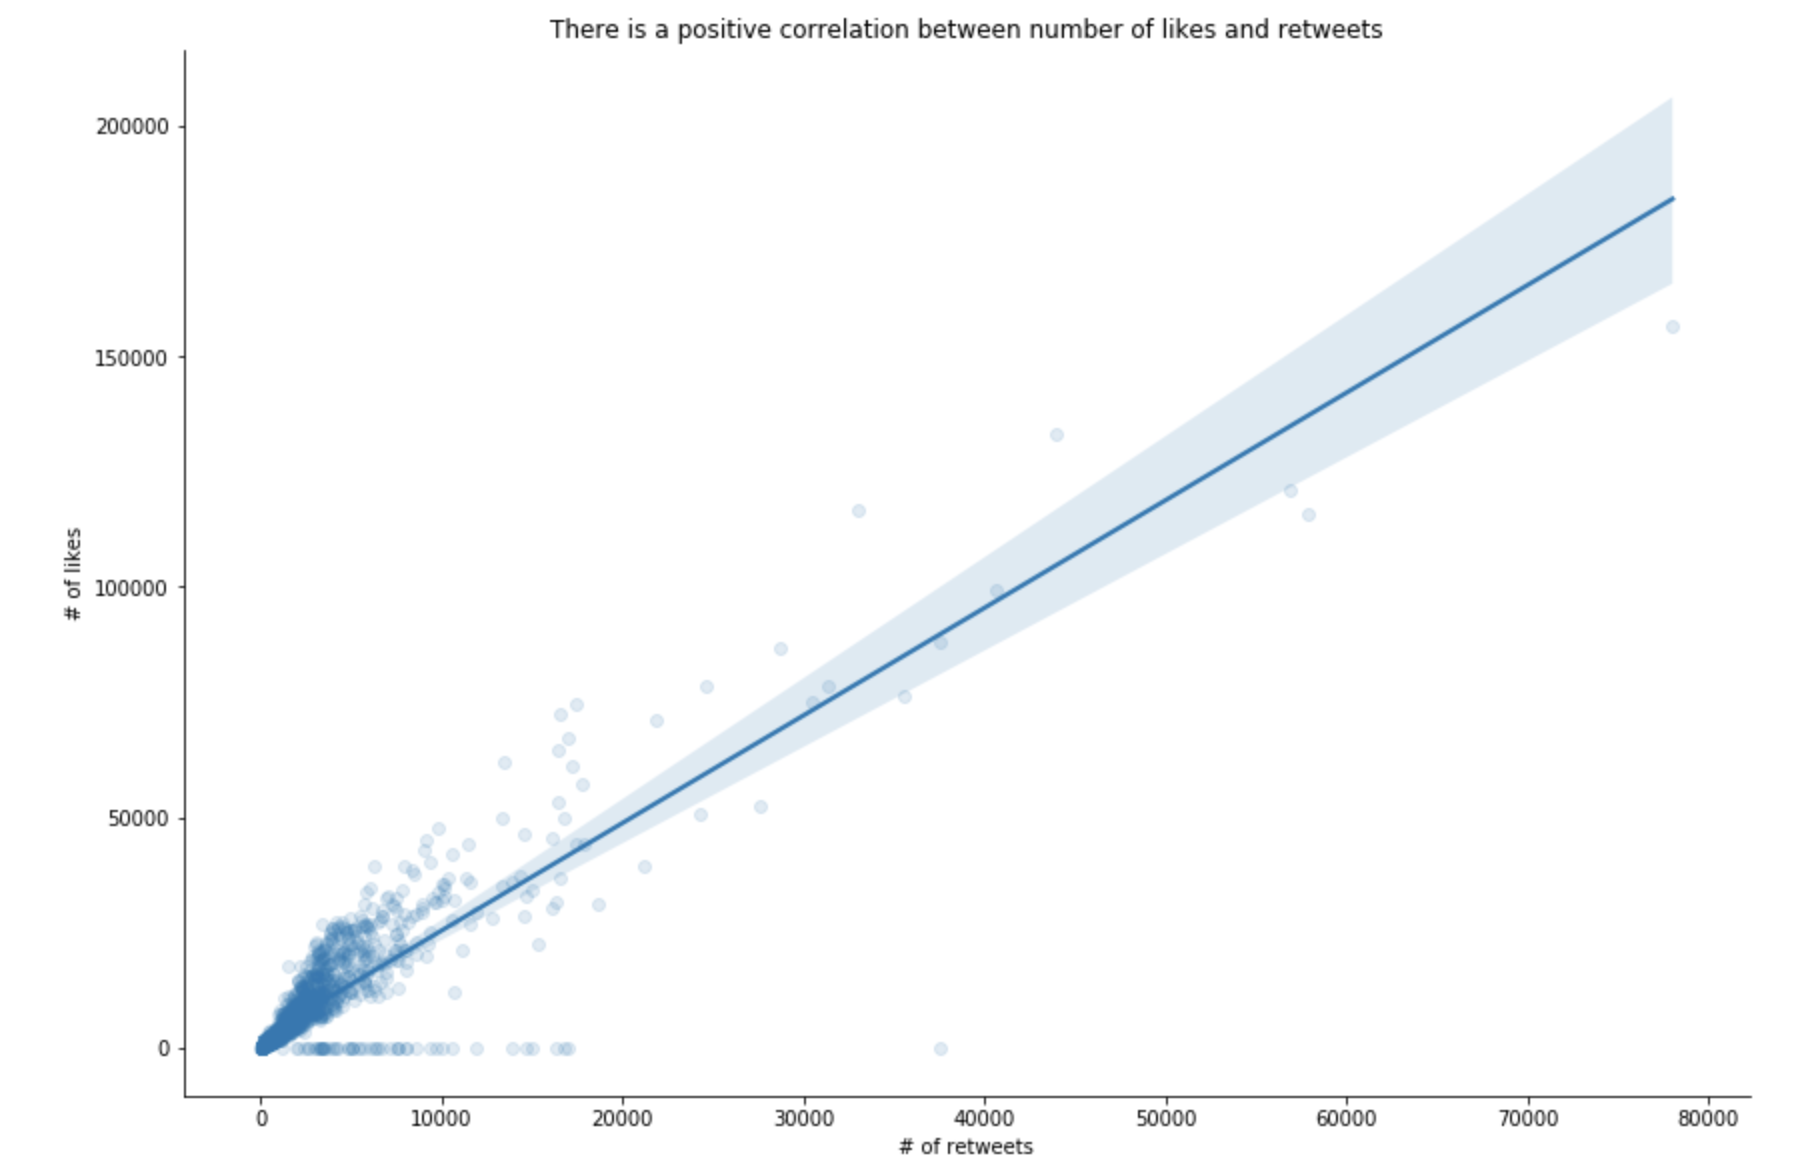 There is a positive correlation between number of likes and retweets
200000
150000
100000
50000
0
# of likes
0 10000 20000 30000 40000 50000 60000 70000 80000
# of retweets